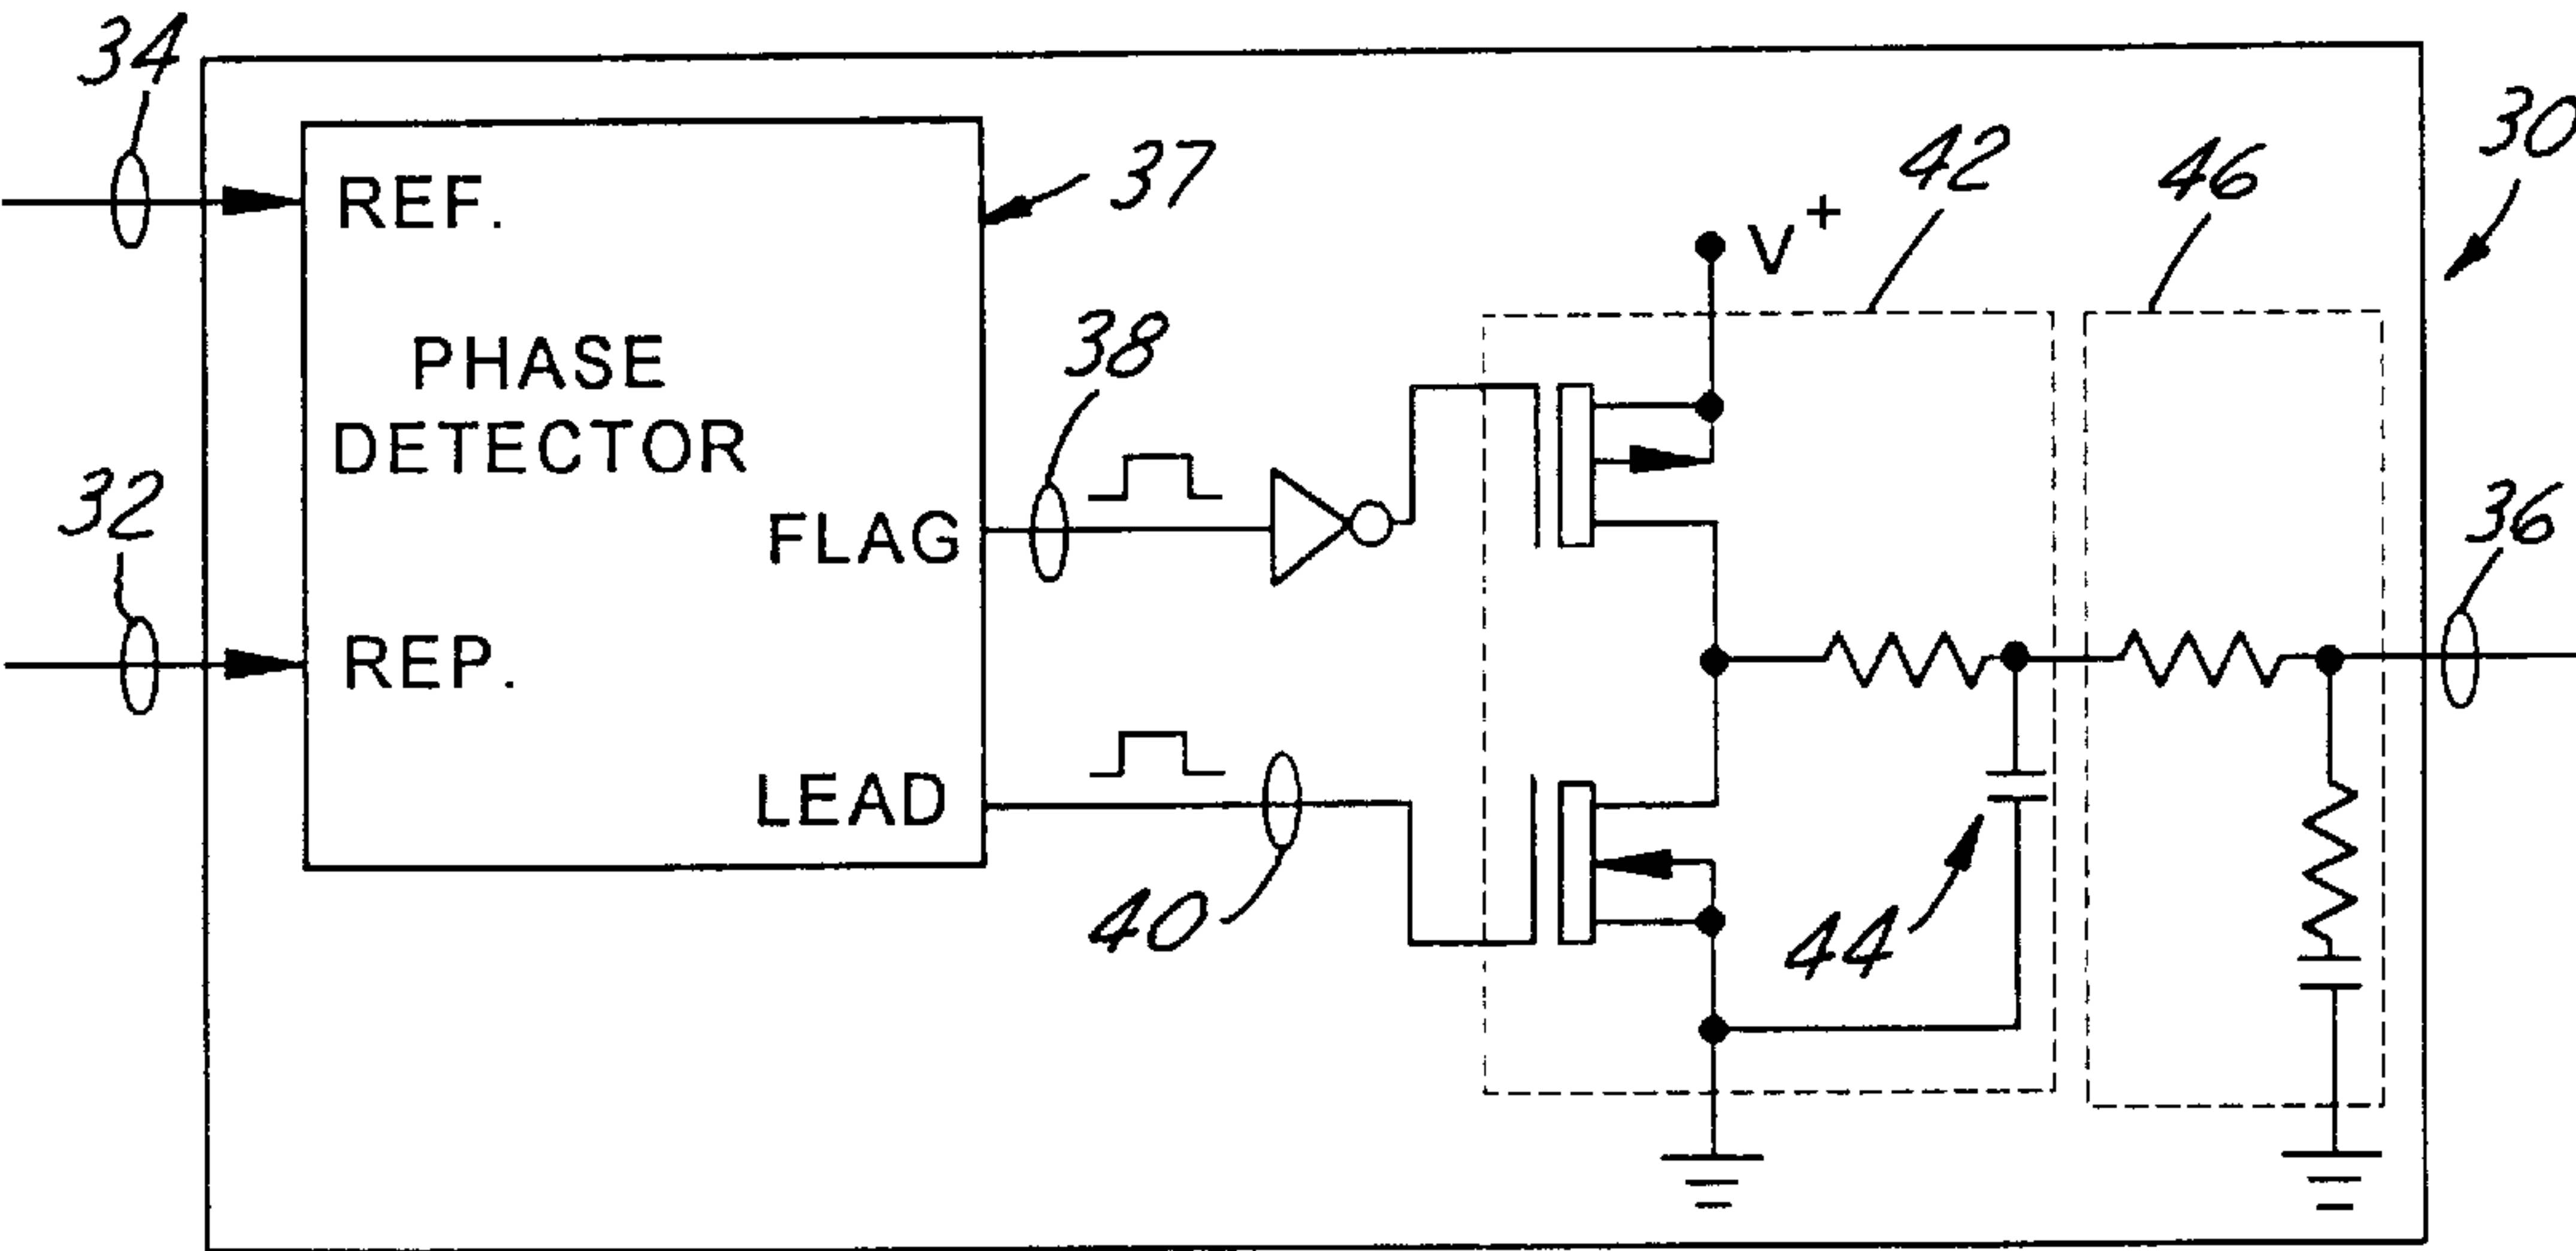 34
30
42
46
37
REF.
V+
38
PHASE
DETECTOR
32
36
FLAG
REP.
LEAD
40
44